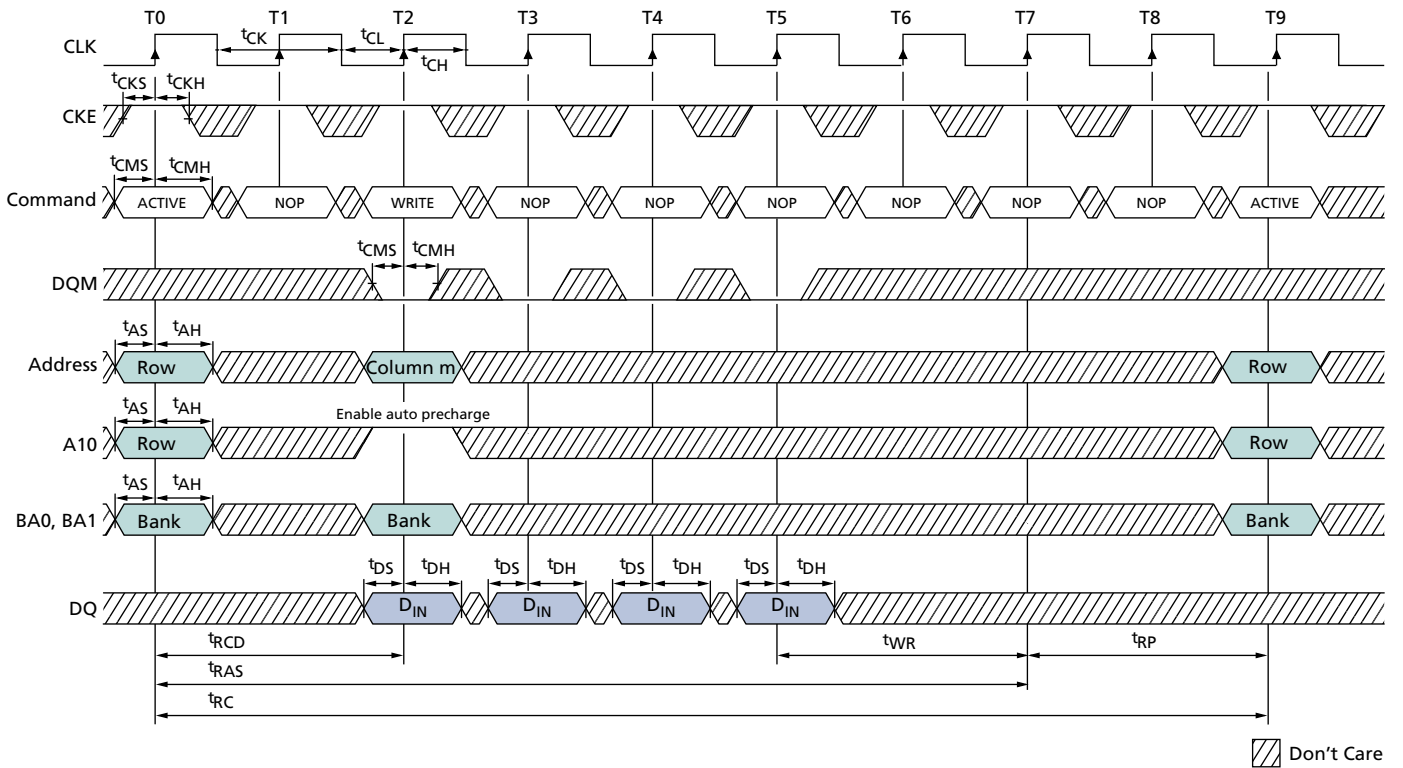 T0 T1 T2 T3 T4 T5 T6 T7 T8 T9
CLK tCK tCL tCH
tCKS tCKH
CKE
tCMS tCMH
Command ACTIVE NOP WRITE NOP NOP NOP NOP NOP NOP ACTIVE
tCMS tCMH
DQM
tAS tAH
Address Row Column m Row
tAS tAH Enable auto precharge
A10 Row Row
tAS tAH
BA0, BA1 Bank Bank Bank
tDS tDH tDS tDH tDS tDH tDS tDH
DQ DIN DIN DIN DIN
tRCD tWR tRP
tRAS
tRC
Don't Care